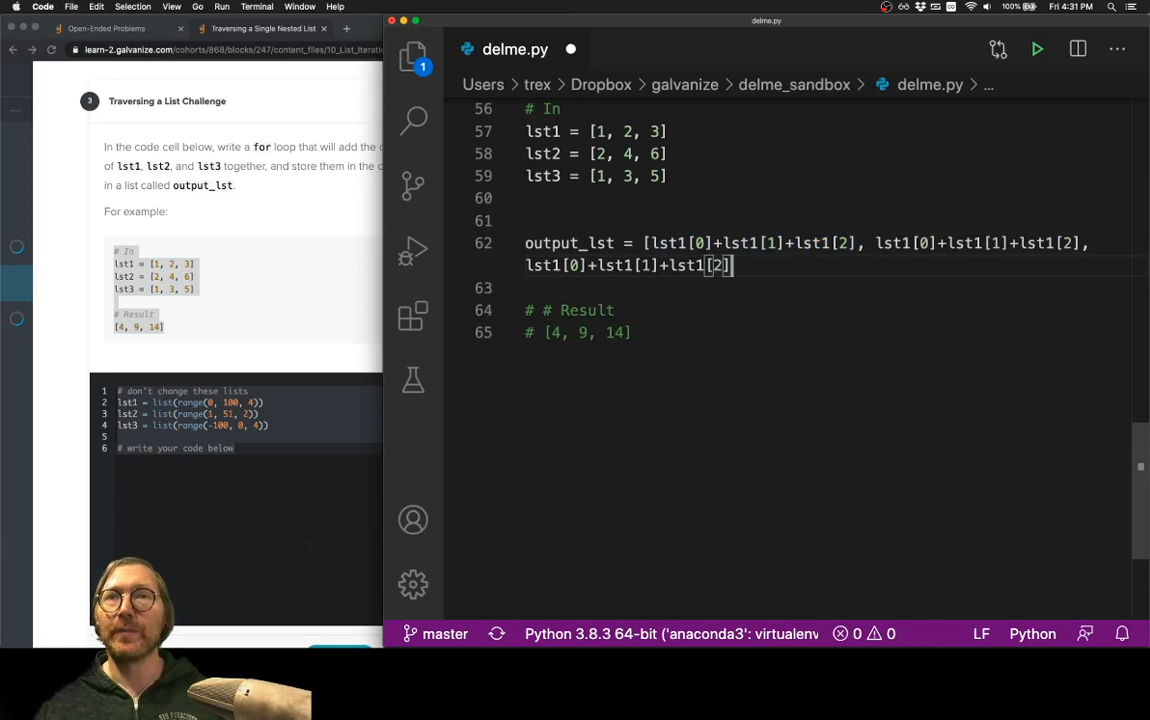 Code File Edit Selection View Go Run Terminal Window Help
100% Fri 4:31 PM
Open-Ended Problems × Traversing a Single Nested List × +
learn-2.galvanize.com/cohorts/868/blocks/247/content_files/10_List_Iteratio
3 Traversing a List Challenge
In the code cell below, write a for loop that will add the
of lst1, lst2, and lst3 together, and store them in the
in a list called output_lst.
For example:
# In
lst1 = [1, 2, 3]
lst2 = [2, 4, 6]
lst3 = [1, 3, 5]
# Result
[4, 9, 14]
1 # don't change these lists
2 lst1 = list(range(0, 100, 4))
3 lst2 = list(range(1, 51, 2))
4 lst3 = list(range(-100, 0, 4))
5
6 # write your code below
delme.py
1
delme.py
Users > trex > Dropbox > galvanize > delme_sandbox > delme.py > ...
56 # In
57 lst1 = [1, 2, 3]
58 lst2 = [2, 4, 6]
59 lst3 = [1, 3, 5]
60
61
62 output_lst = [lst1[0]+lst1[1]+lst1[2], lst1[0]+lst1[1]+lst1[2],
lst1[0]+lst1[1]+lst1[2]
63
64 # # Result
65 # [4, 9, 14]
master Python 3.8.3 64-bit ('anaconda3': virtualenv 0 0 LF Python